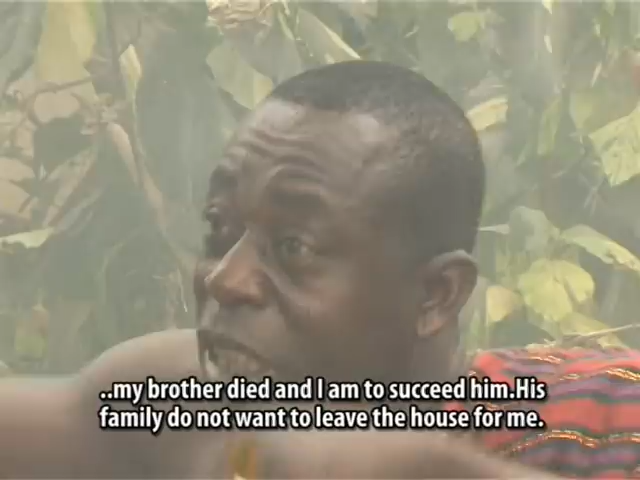 ..my brother died and I am to succeed him.His
family do not want to leave the house for me.